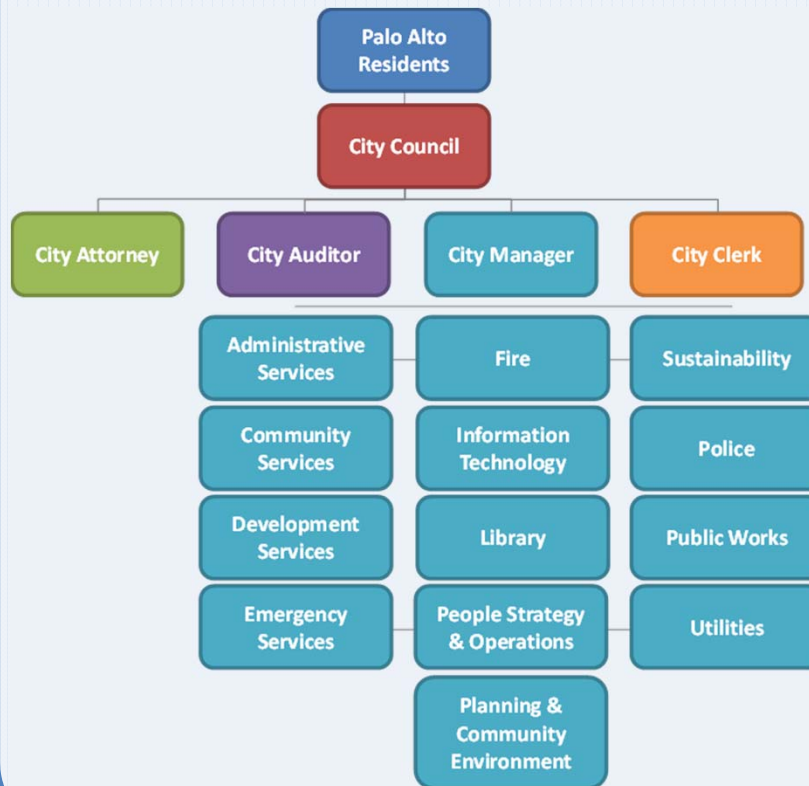 Palo Alto
Residents
City Council
City Attorney
City Auditor
City Manager
City Clerk
Administrative
Services
Fire
Sustainability
Community
Services
Information
Technology
Police
Development
Services
Library
Public Works
Emergency
Services
People Strategy
& Operations
Utilities
Planning &
Community
Environment